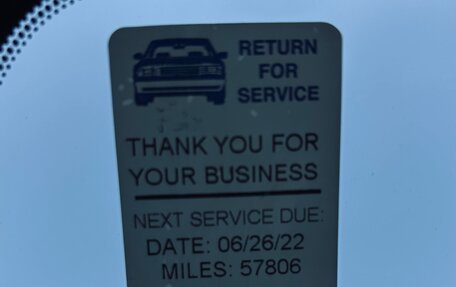 RETURN
FOR
SERVICE
THANK YOU FOR
YOUR BUSINESS
NEXT SERVICE DUE:
DATE: 06/26/22
MILES: 57806